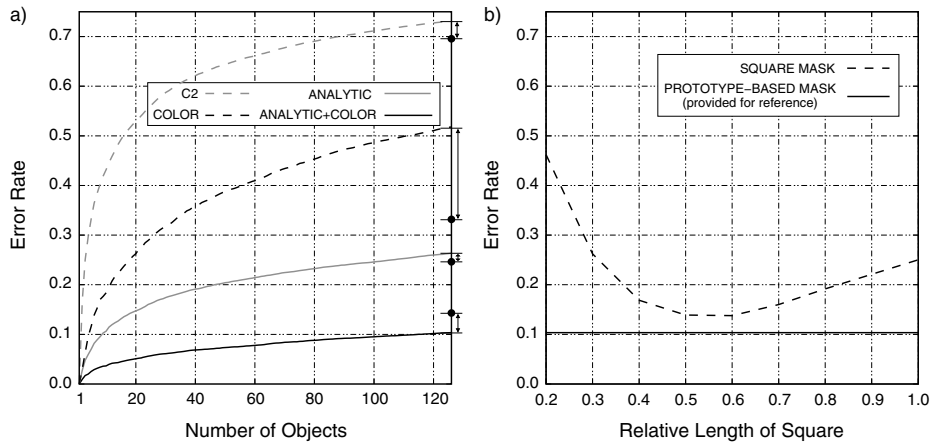 a)
0.7
0.6
0.5
0.4
0.3
0.2
0.1
0.0
Error Rate
C2
ANALYTIC
COLOR
ANALYTIC+COLOR
1 20 40 60 80 100 120
Number of Objects
b)
0.7
0.6
0.5
0.4
0.3
0.2
0.1
0.0
Error Rate
SQUARE MASK
PROTOTYPE−BASED MASK
(provided for reference)
0.2 0.3 0.4 0.5 0.6 0.7 0.8 0.9 1.0
Relative Length of Square